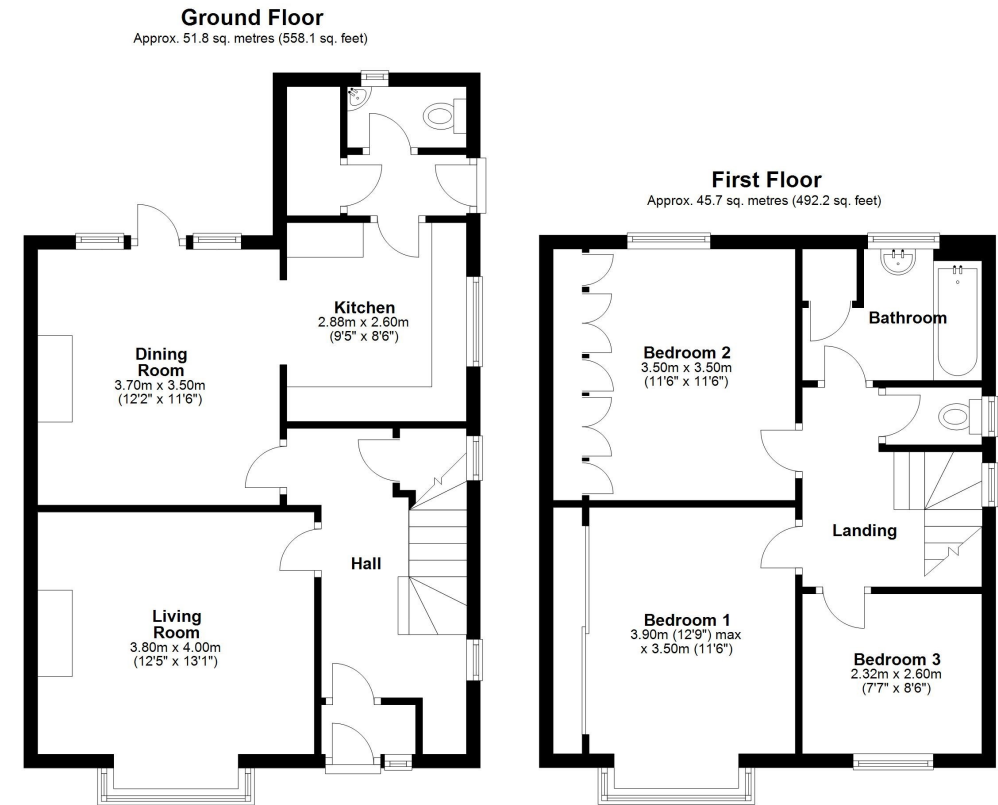 Ground Floor
Approx. 51.8 sq. metres (558.1 sq. feet)
Kitchen
2.88m x 2.60m
(9'5" x 8'6")
Dining
Room
3.70m x 3.50m
(12'2" x 11'6")
Hall
Living
Room
3.80m x 4.00m
(12'5" x 13'1")
First Floor
Approx. 45.7 sq. metres (492.2 sq. feet)
Bathroom
Bedroom 2
3.50m x 3.50m
(11'6" x 11'6")
Landing
Bedroom 1
3.90m (12'9") max
x 3.50m (11'6")
Bedroom 3
2.32m x 2.60m
(7'7" x 8'6")